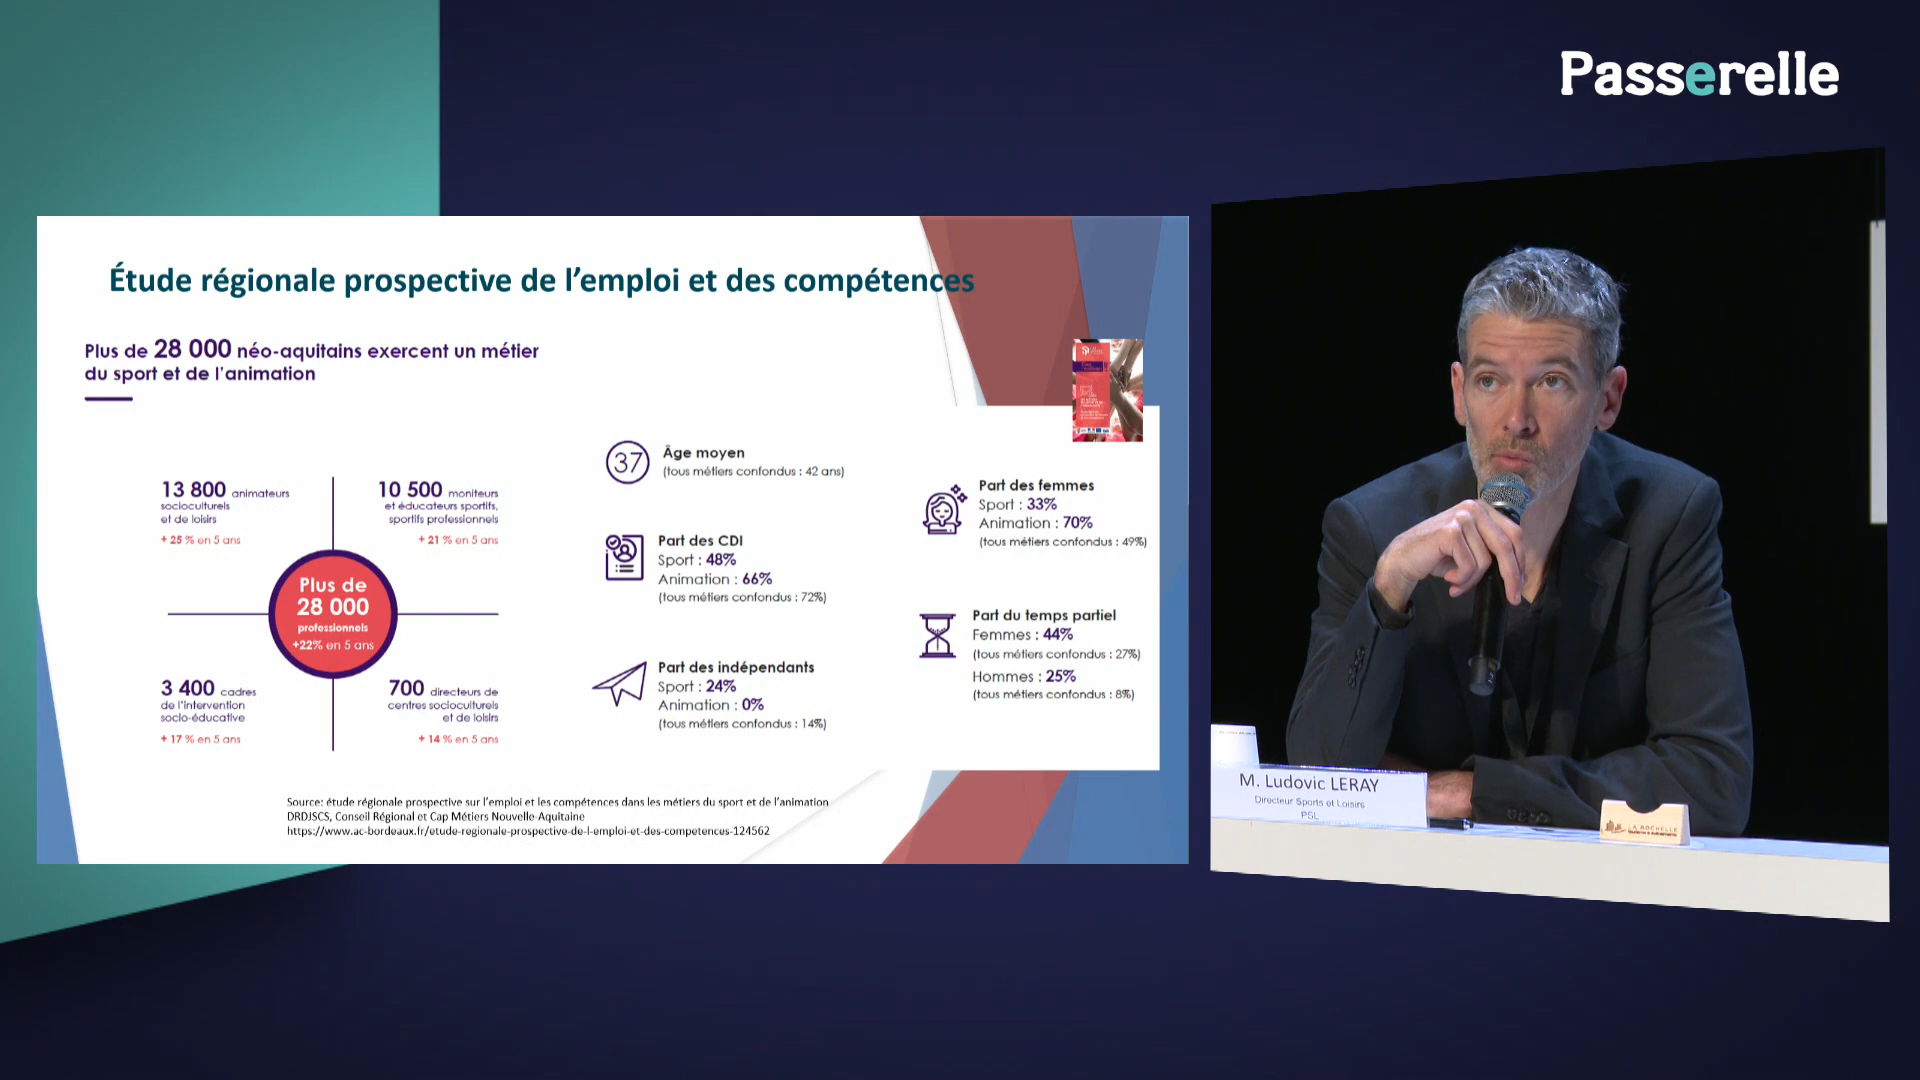 Passerelle
Étude régionale prospective de l'emploi et des compétences
Plus de 28 000 néo-aquitains exercent un métier
du sport et de l'animation
13 800 animateurs
socioculturels
et de loisirs
+ 25 % en 5 ans
10 500 moniteurs
et éducateurs sportifs,
sportifs professionnels
+ 21 % en 5 ans
Plus de
28 000
professionnels
+22% en 5 ans
3 400 cadres
de l'intervention
socio-éducative
+ 17 % en 5 ans
700 directeurs de
centres socioculturels
et de loisirs
+ 14 % en 5 ans
37
Âge moyen
(tous métiers confondus : 42 ans)
Part des CDI
Sport : 48%
Animation : 66%
(tous métiers confondus : 72%)
Part des indépendants
Sport : 24%
Animation : 0%
(tous métiers confondus : 14%)
Part des femmes
Sport : 33%
Animation : 70%
(tous métiers confondus : 49%)
Part du temps partiel
Femmes : 44%
(tous métiers confondus : 27%)
Hommes : 25%
(tous métiers confondus : 8%)
Source: étude régionale prospective sur l'emploi et les compétences dans les métiers du sport et de l'animation
DRDJSCS, Conseil Régional et Cap Métiers Nouvelle-Aquitaine
https://www.ac-bordeaux.fr/etude-regionale-prospective-de-l-emploi-et-des-competences-124562
M. Ludovic LERAY
Directeur Sports et Loisirs
PSL
LA ROCHELLE